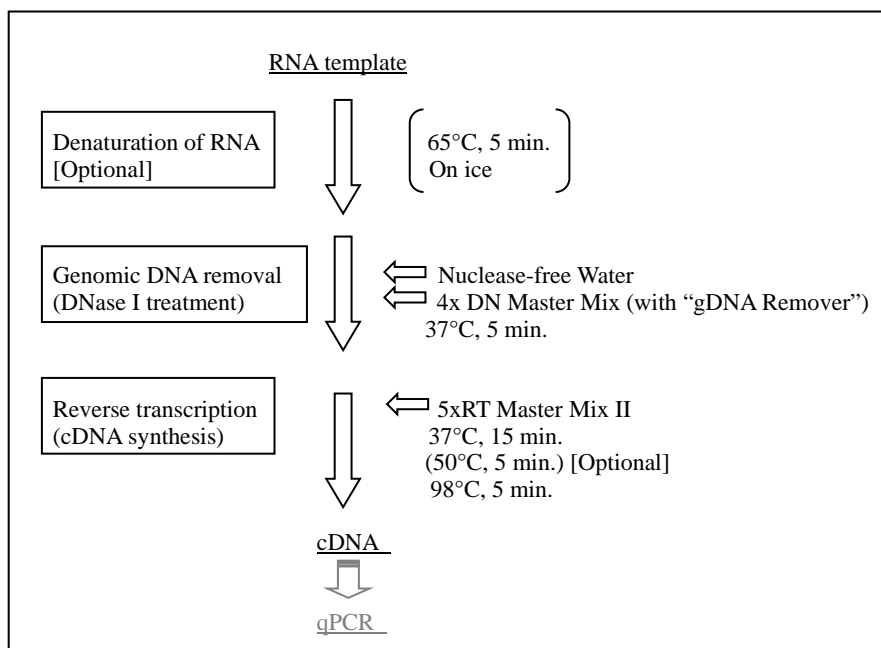 RNA template
Denaturation of RNA
[Optional]
65°C, 5 min.
On ice
Genomic DNA removal
(DNase I treatment)
Nuclease-free Water
4x DN Master Mix (with “gDNA Remover”)
37°C, 5 min.
Reverse transcription
(cDNA synthesis)
5xRT Master Mix II
37°C, 15 min.
(50°C, 5 min.) [Optional]
98°C, 5 min.
cDNA
qPCR